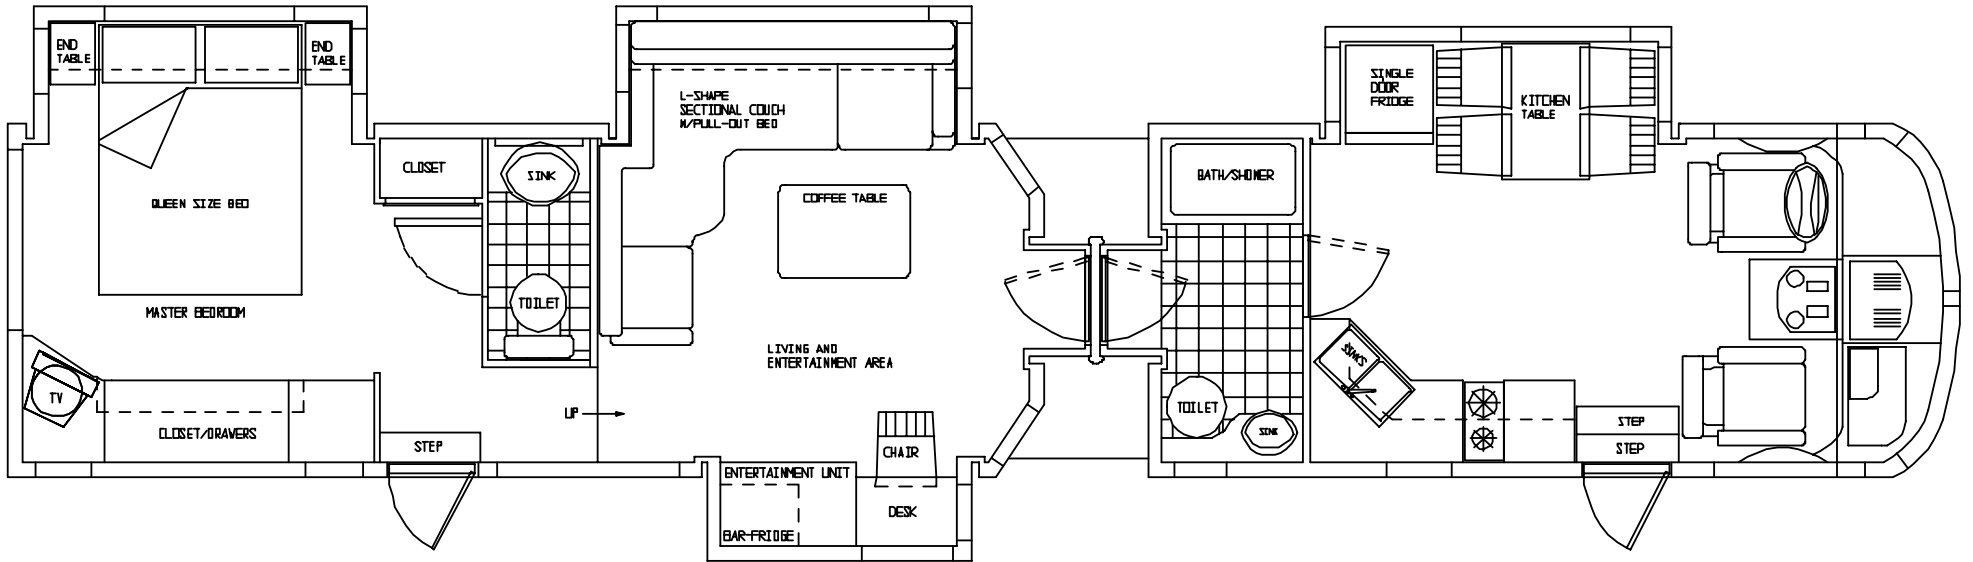 END
TABLE
END
TABLE
QUEEN SIZE BED
MASTER BEDROOM
TV
CLOSET/DRAWERS
CLOSET
STEP
SINK
TOILET
UP
L-SHAPE
SECTIONAL COUCH
W/PULL-OUT BED
COFFEE TABLE
LIVING AND
ENTERTAINMENT AREA
CHAIR
ENTERTAINMENT UNIT
BAR-FRIDGE
DESK
BATH/SHOWER
TOILET
SINK
SINGLE
DOOR
FRIDGE
KITCHEN
TABLE
SINKS
STEP
STEP